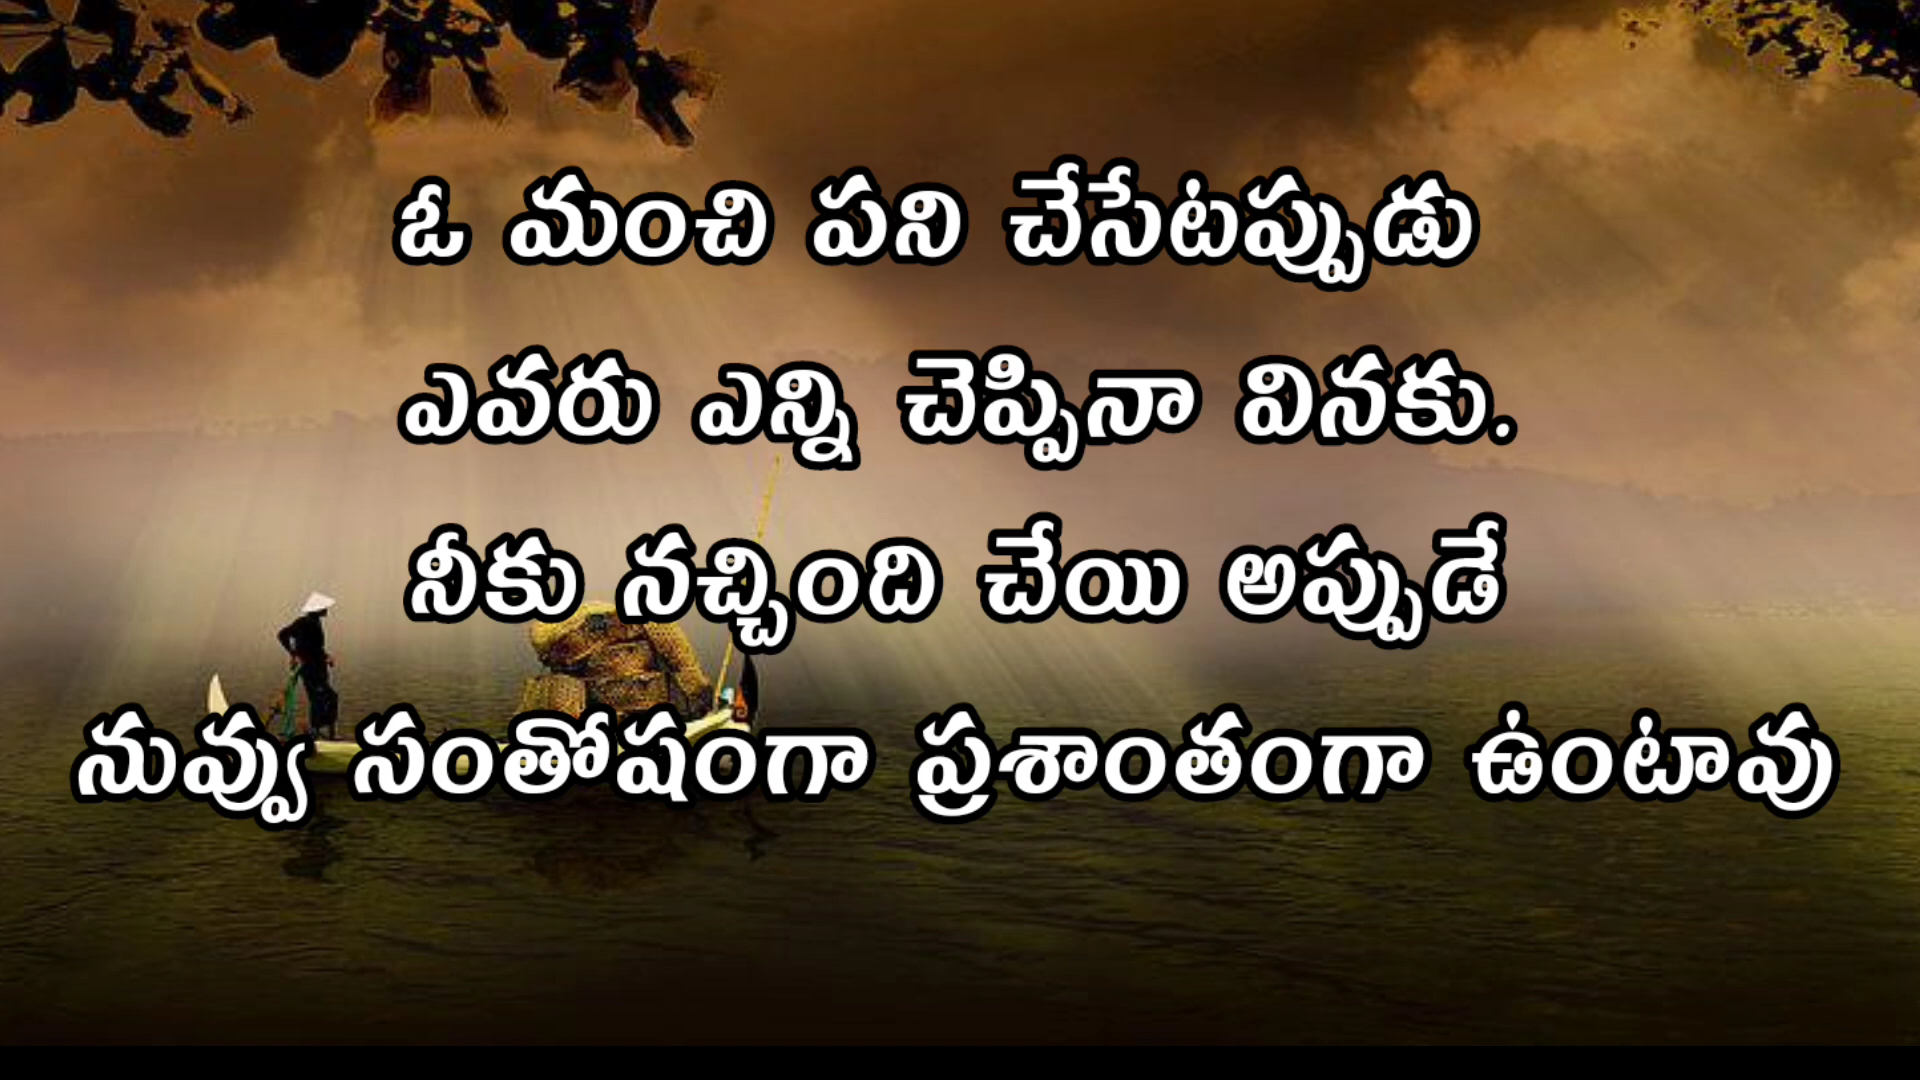 ఓ మంచి పని చేసేటప్పుడు
ఎవరు ఎన్ని చెప్పినా వినకు.
నీకు నచ్చింది చేయి అప్పుడే
నువ్వు సంతోషంగా ప్రశాంతంగా ఉంటావు